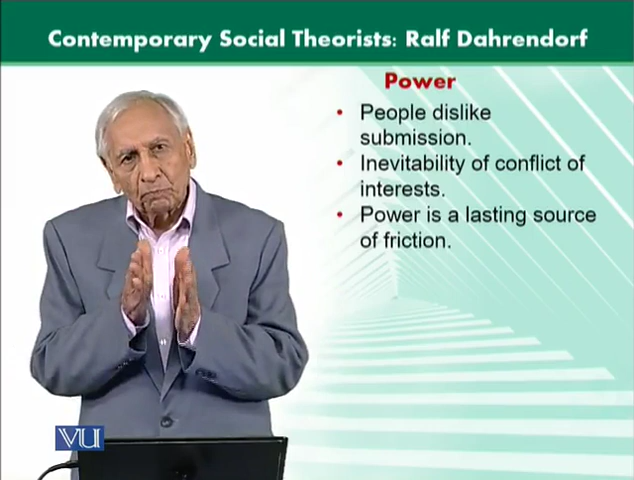 Contemporary Social Theorists: Ralf Dahrendorf
Power
• People dislike
submission.
• Inevitability of conflict of
interests.
• Power is a lasting source
of friction.
VU